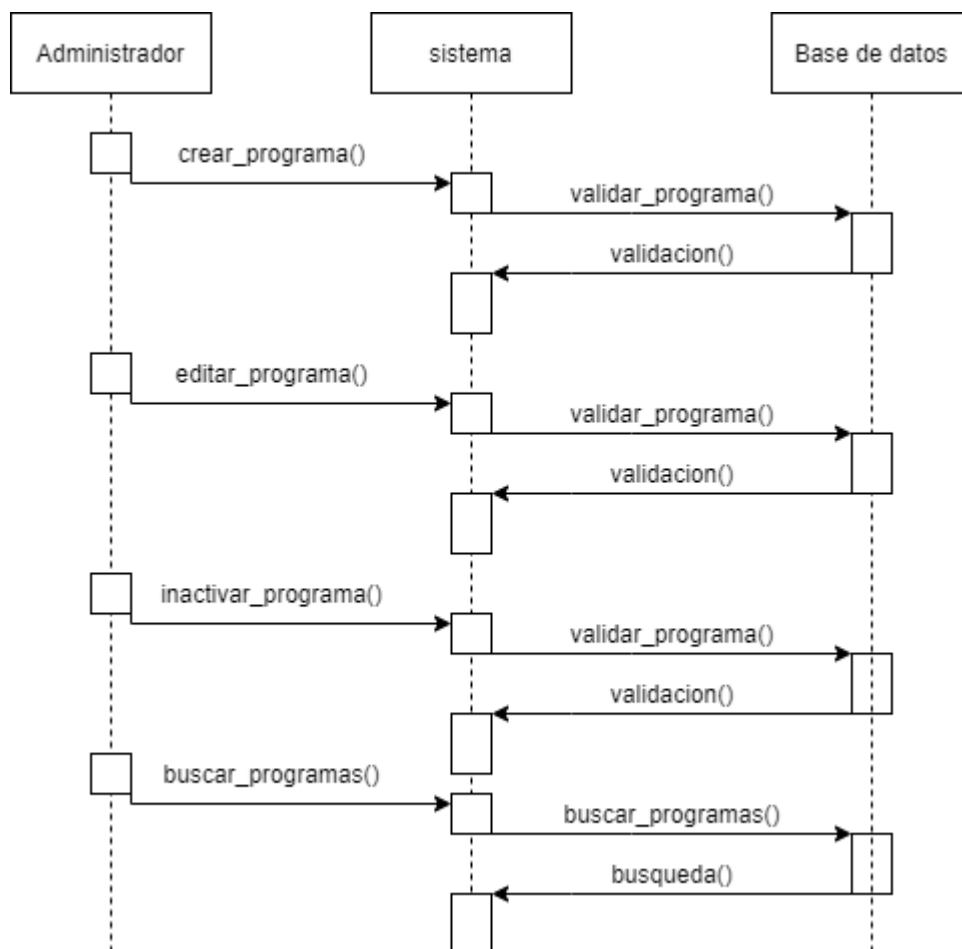 Administrador
sistema
Base de datos
crear_programa()
validar_programa()
validacion()
editar_programa()
validar_programa()
validacion()
inactivar_programa()
validar_programa()
validacion()
buscar_programas()
buscar_programas()
busqueda()